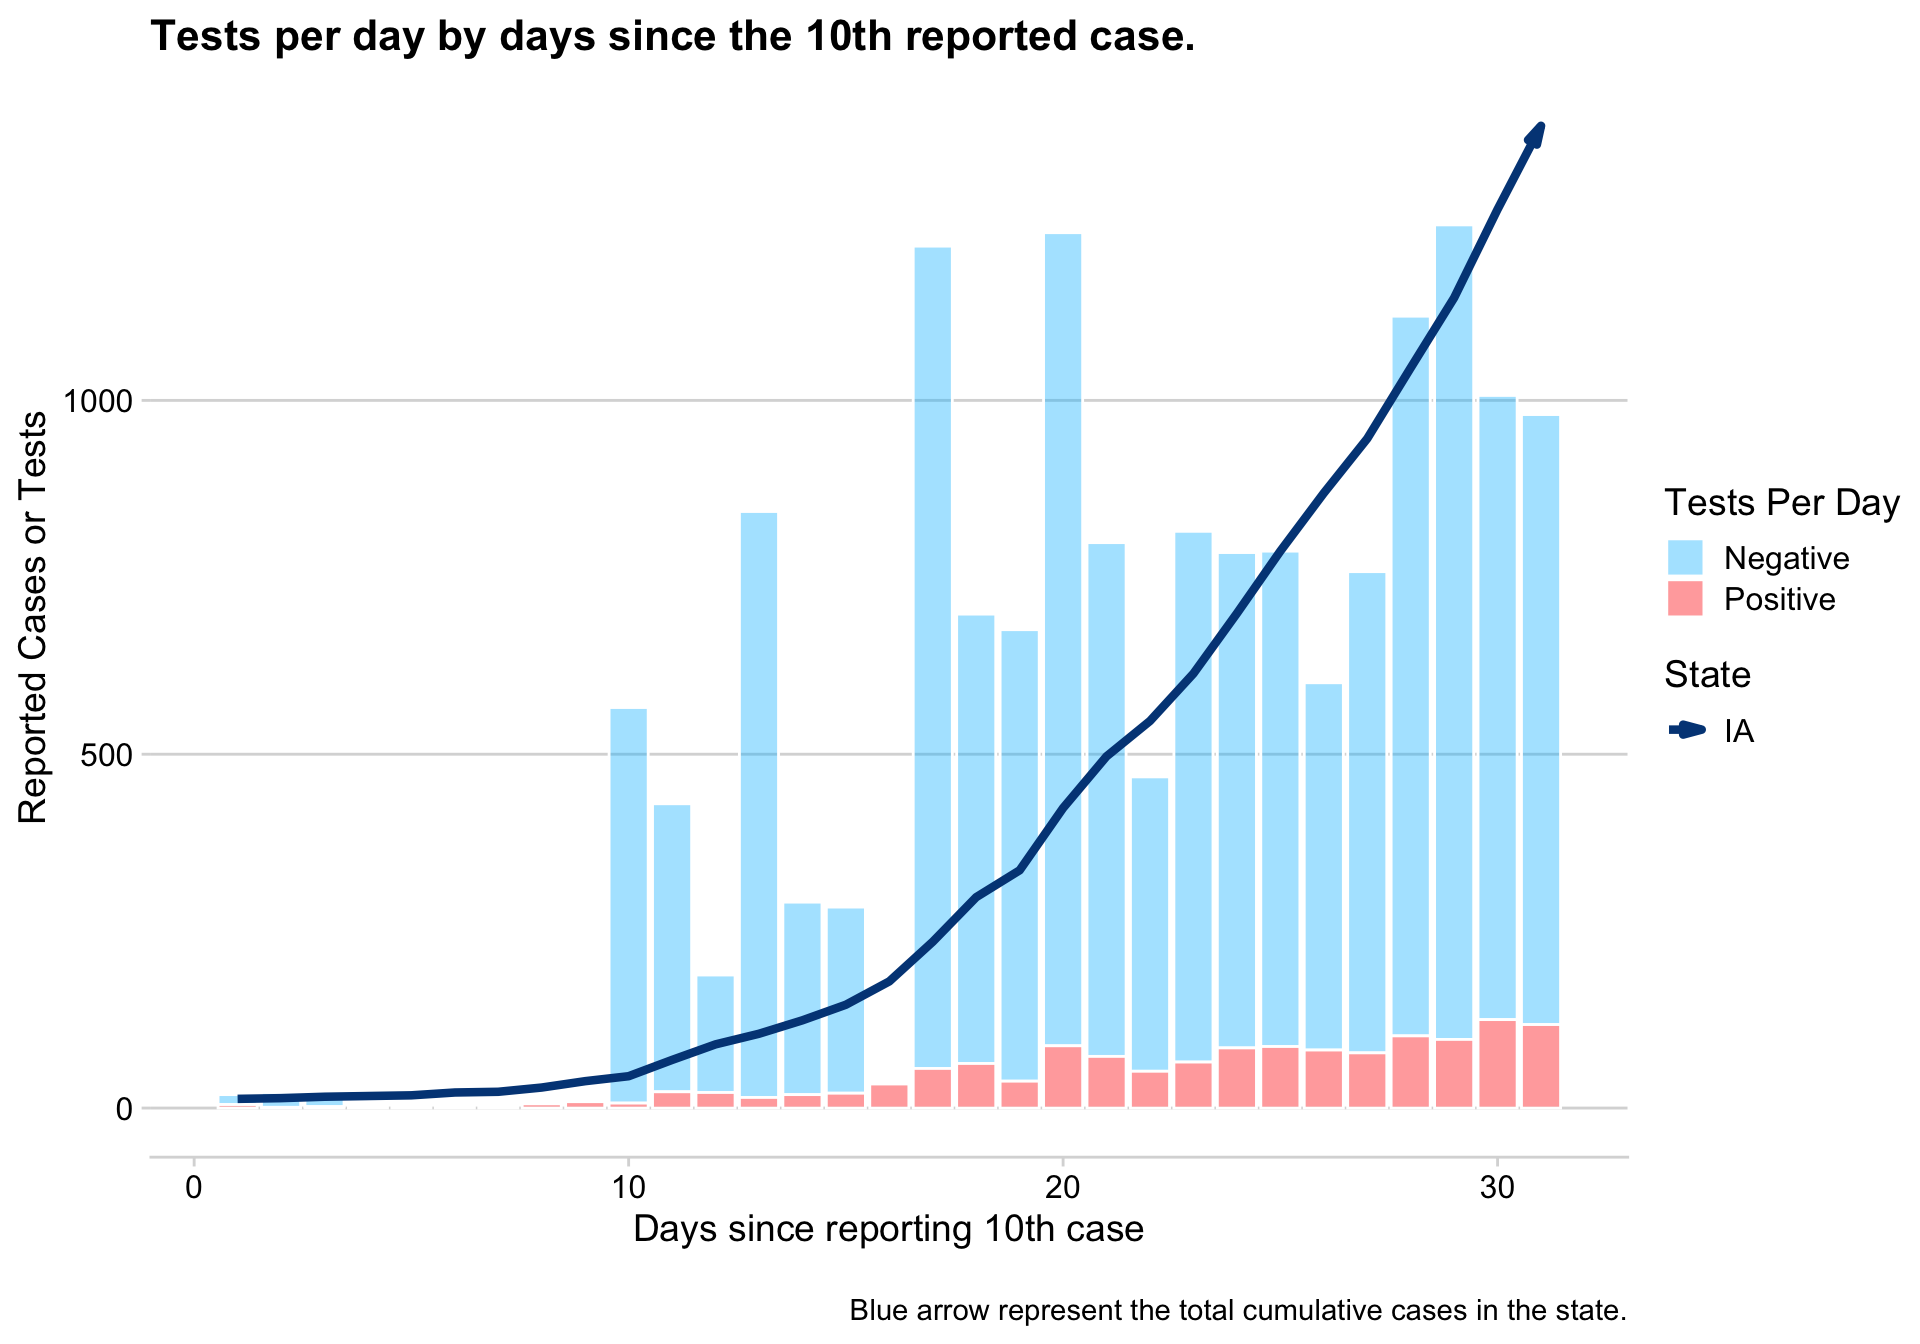 Tests per day by days since the 10th reported case.
Reported Cases or Tests
1000
500
0
0 10 20 30
Days since reporting 10th case
Tests Per Day
Negative
Positive
State
IA
Blue arrow represent the total cumulative cases in the state.